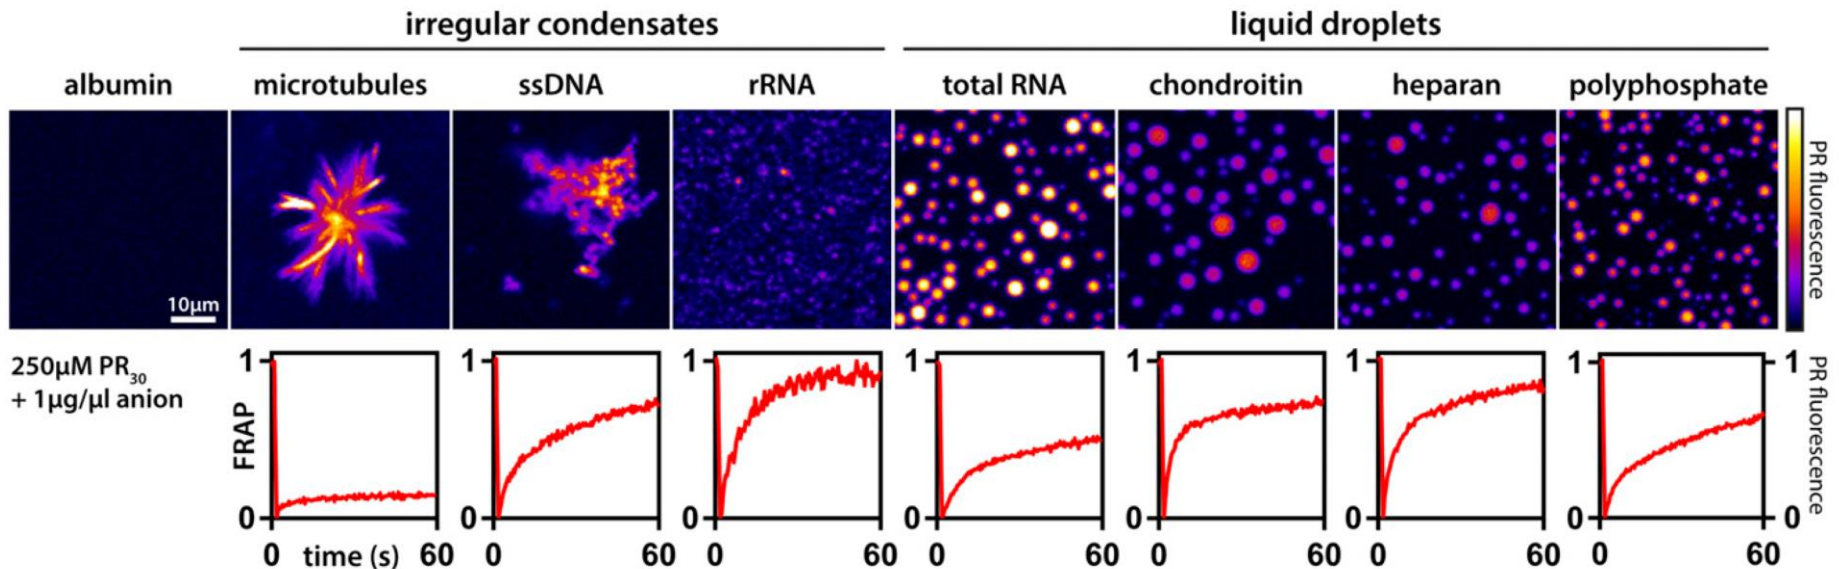 irregular condensates
liquid droplets
albumin
microtubules
ssDNA
rRNA
total RNA
chondroitin
heparan
polyphosphate
10µm
PR fluorescence
250µM PR30
+ 1µg/µl anion
FRAP
1
0
0
time (s)
60
1
0
0
60
1
0
0
60
1
0
0
60
1
0
0
60
1
0
0
60
1
0
0
60
1
0
PR fluorescence